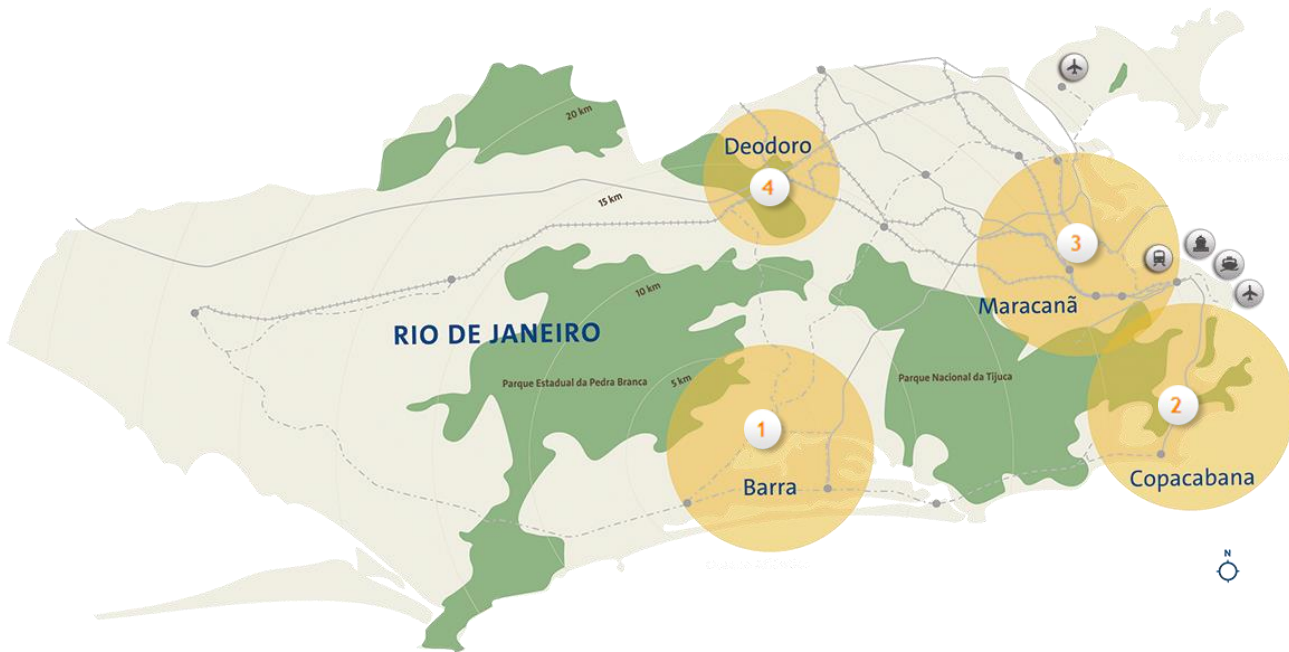 20 km
Deodoro
4
15 km
3
10 km
Maracanã
RIO DE JANEIRO
Parque Estadual da Pedra Branca
5 km
Parque Nacional da Tijuca
2
1
Copacabana
Barra
N